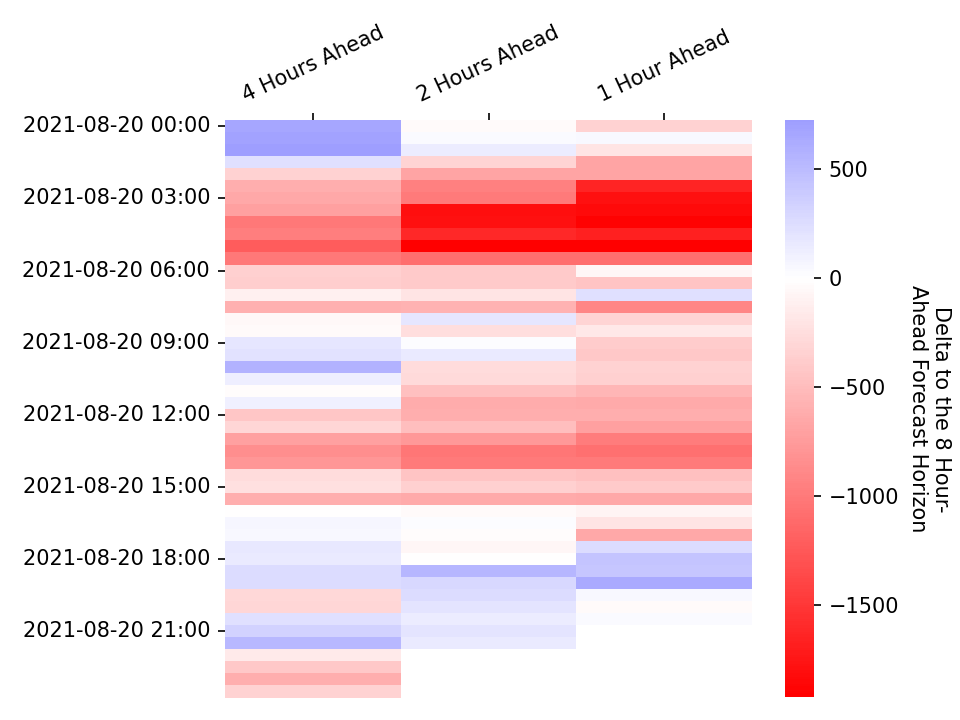 4 Hours Ahead
2 Hours Ahead
1 Hour Ahead
2021-08-20 00:00
2021-08-20 03:00
2021-08-20 06:00
2021-08-20 09:00
2021-08-20 12:00
2021-08-20 15:00
2021-08-20 18:00
2021-08-20 21:00
500
0
−500
−1000
−1500
Delta to the 8 Hour-
Ahead Forecast Horizon